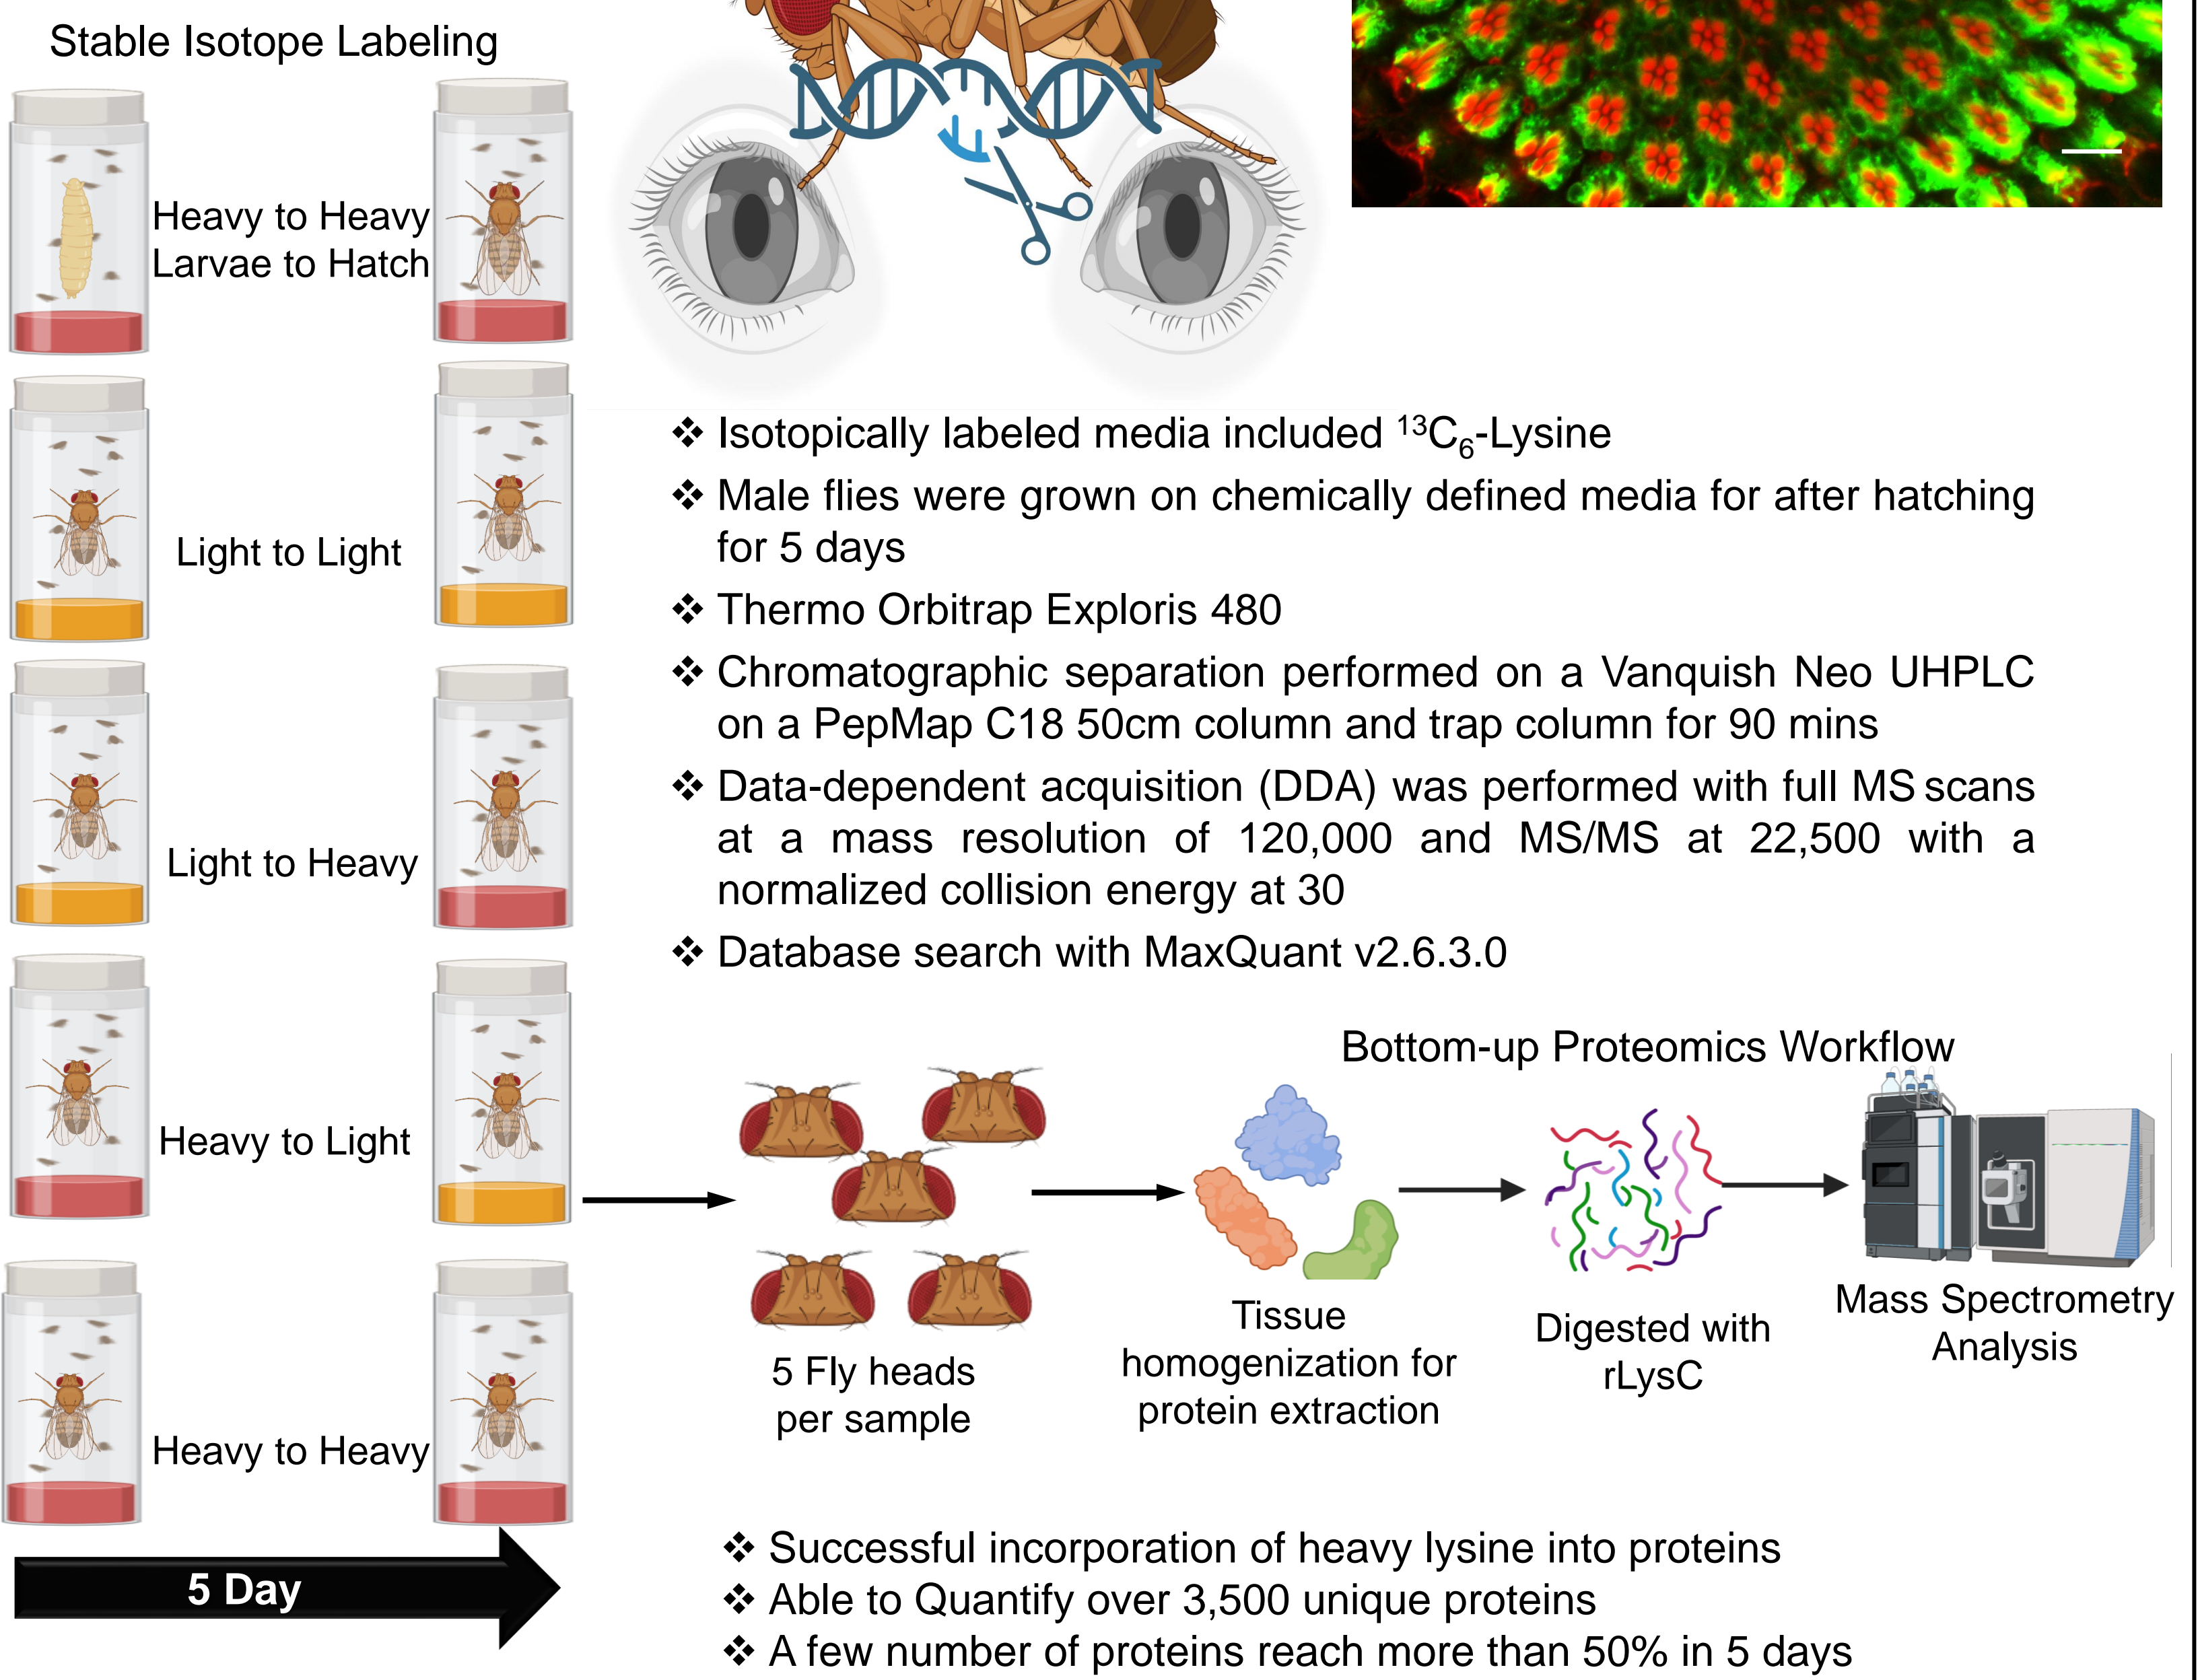 Stable Isotope Labeling
Heavy to Heavy
Larvae to Hatch
Light to Light
Light to Heavy
Heavy to Light
Heavy to Heavy
5 Day
❖ Isotopically labeled media included ¹³C₆-Lysine
❖ Male flies were grown on chemically defined media for after hatching
for 5 days
❖ Thermo Orbitrap Exploris 480
❖ Chromatographic separation performed on a Vanquish Neo UHPLC
on a PepMap C18 50cm column and trap column for 90 mins
❖ Data-dependent acquisition (DDA) was performed with full MS scans
at a mass resolution of 120,000 and MS/MS at 22,500 with a
normalized collision energy at 30
❖ Database search with MaxQuant v2.6.3.0
Bottom-up Proteomics Workflow
5 Fly heads
per sample
Tissue
homogenization for
protein extraction
Digested with
rLysC
Mass Spectrometry
Analysis
❖ Successful incorporation of heavy lysine into proteins
❖ Able to Quantify over 3,500 unique proteins
❖ A few number of proteins reach more than 50% in 5 days